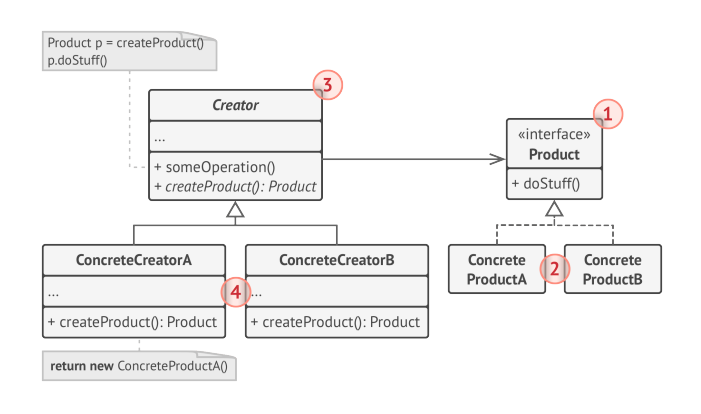 Product p = createProduct()
p.doStuff()
3
Creator
...
+ someOperation()
+ createProduct(): Product
1
«interface»
Product
+ doStuff()
ConcreteCreatorA
...
+ createProduct(): Product
4
ConcreteCreatorB
...
+ createProduct(): Product
Concrete
ProductA
2
Concrete
ProductB
return new ConcreteProductA()